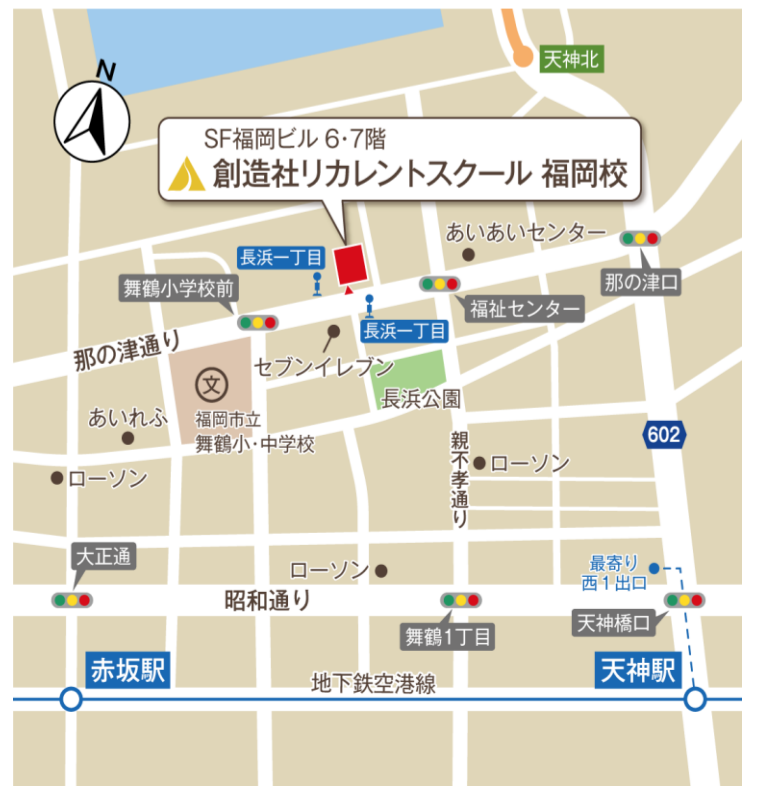 N
天神北
SF福岡ビル 6・7階
創造社リカレントスクール 福岡校
あいあいセンター
長浜一丁目
舞鶴小学校前
那の津口
福祉センター
長浜一丁目
那の津通り
セブンイレブン
文
長浜公園
あいれふ
福岡市立
舞鶴小・中学校
602
親不孝通り
ローソン
ローソン
大正通
ローソン
最寄り
西1出口
昭和通り
天神橋口
舞鶴1丁目
赤坂駅
地下鉄空港線
天神駅